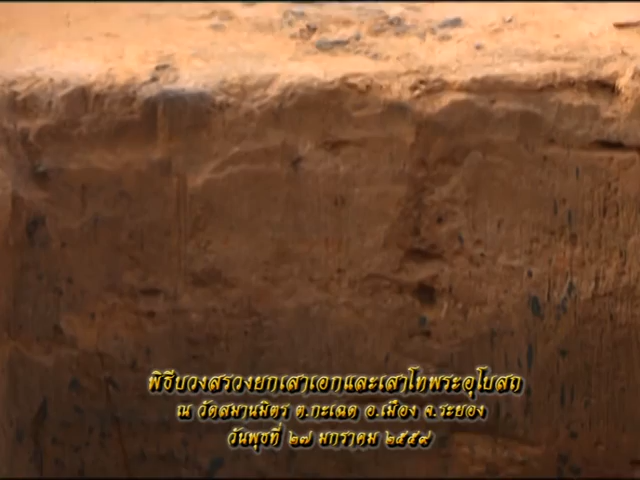 พิธีบวงสรวงยกเสาเอกและเสาโทพระอุโบสถ
ณ วัดสมานมิตร ต.กะเฉด อ.เมือง จ.ระยอง
วันพุธที่ ๒๗ มกราคม ๒๕๕๙